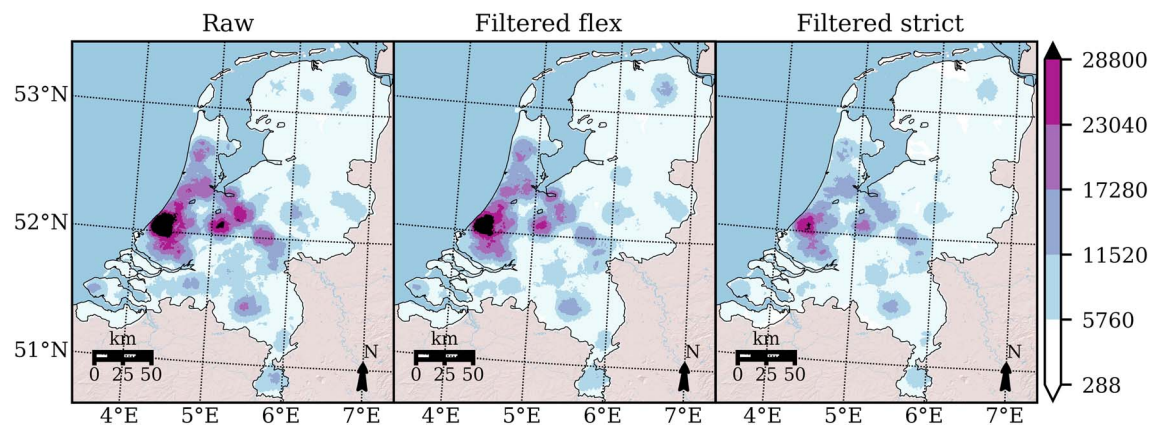 Raw
Filtered flex
Filtered strict
53°N
52°N
51°N
km
0 25 50
N
km
0 25 50
N
km
0 25 50
N
4°E 5°E 6°E 7°E
4°E 5°E 6°E 7°E
4°E 5°E 6°E 7°E
28800
23040
17280
11520
5760
288